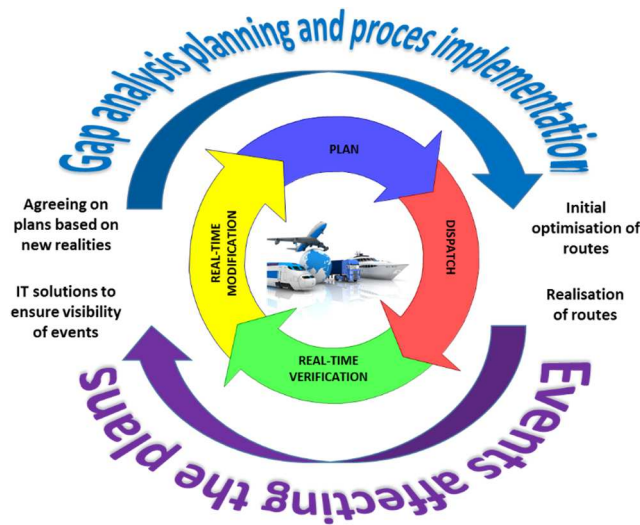 Gap analysis planning and proces implementation
PLAN
DISPATCH
REAL-TIME
VERIFICATION
REAL-TIME
MODIFICATION
Agreeing on
plans based on
new realities
Initial
optimisation of
routes
IT solutions to
ensure visibility
of events
Realisation
of routes
Events affecting the plans